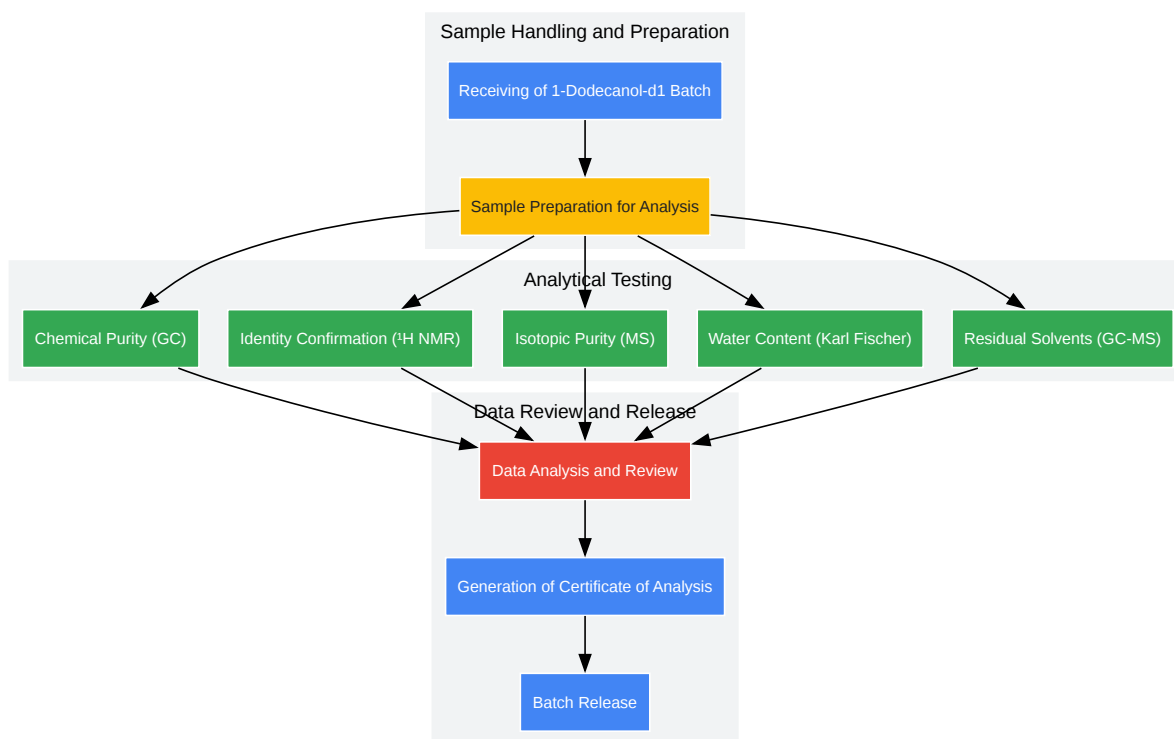 Sample Handling and Preparation
Receiving of 1-Dodecanol-d1 Batch
Sample Preparation for Analysis
Analytical Testing
Chemical Purity (GC)
Identity Confirmation (¹H NMR)
Isotopic Purity (MS)
Water Content (Karl Fischer)
Residual Solvents (GC-MS)
Data Review and Release
Data Analysis and Review
Generation of Certificate of Analysis
Batch Release